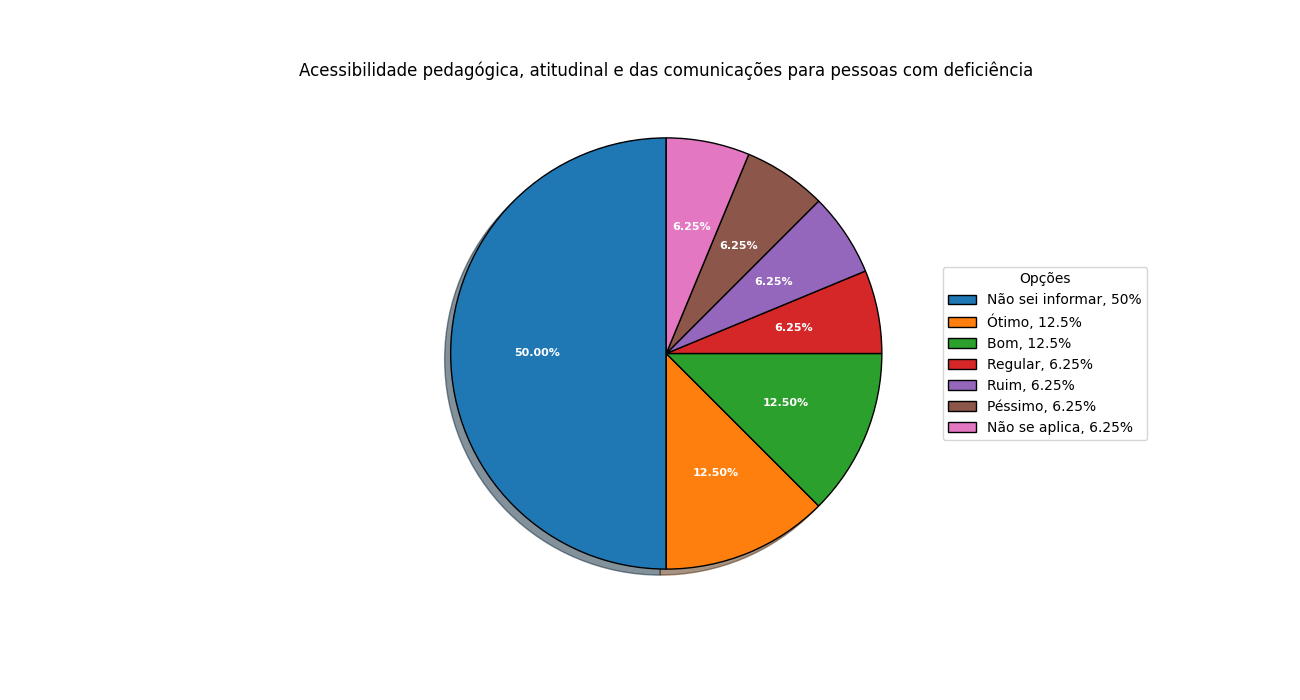 Acessibilidade pedagógica, atitudinal e das comunicações para pessoas com deficiência
6.25%
6.25%
6.25%
6.25%
50.00%
12.50%
12.50%
Opções
Não sei informar, 50%
Ótimo, 12.5%
Bom, 12.5%
Regular, 6.25%
Ruim, 6.25%
Péssimo, 6.25%
Não se aplica, 6.25%